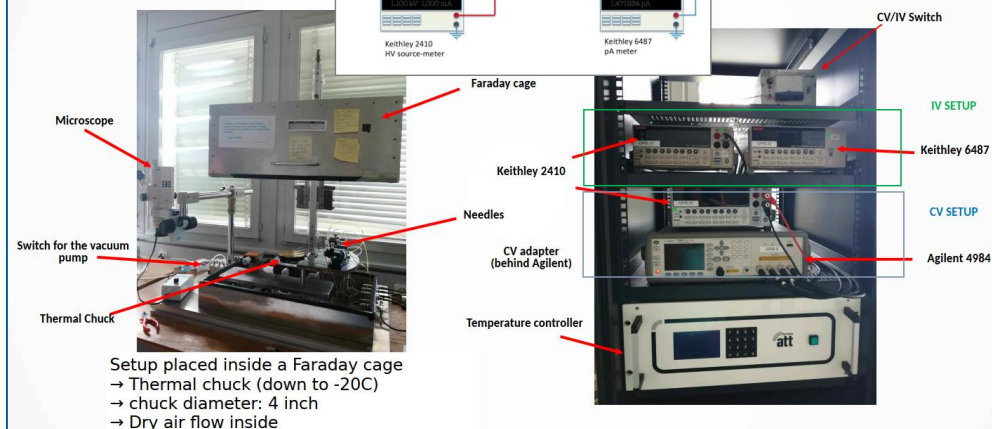 1.100 kV 1.000 mA
Keithley 2410
HV source-meter
Keithley 6487
pA meter
CV/IV Switch
Faraday cage
Microscope
IV SETUP
Keithley 6487
Keithley 2410
Needles
CV SETUP
Switch for the vacuum
pump
CV adapter
(behind Agilent)
Agilent 4984
Thermal Chuck
Temperature controller
att
Setup placed inside a Faraday cage
→ Thermal chuck (down to -20C)
→ chuck diameter: 4 inch
→ Dry air flow inside